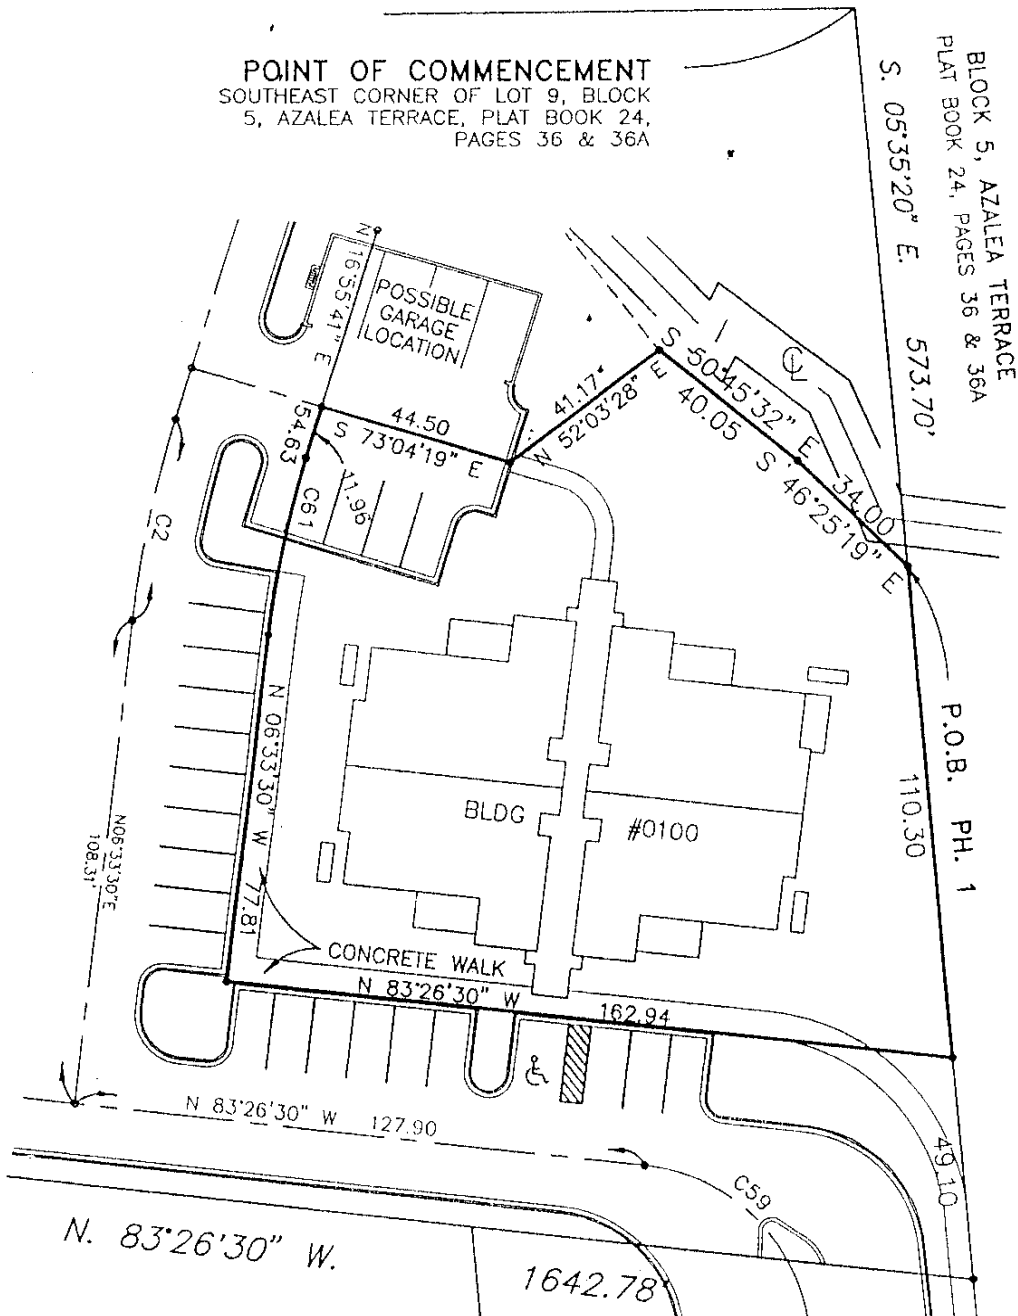 POINT OF COMMENCEMENT
SOUTHEAST CORNER OF LOT 9, BLOCK
5, AZALEA TERRACE, PLAT BOOK 24,
PAGES 36 & 36A
BLOCK 5, AZALEA TERRACE
PLAT BOOK 24, PAGES 36 & 36A
S. 05°35'20" E. 573.70'
N 16°55'41" E
54.63
POSSIBLE
GARAGE
LOCATION
44.50
S 73°04'19" E
41.17"
N 52°03'28" E
S 50°45'32" E
40.05
34.00
S 46°25'19" E
11.96
C61
C2
P.O.B. PH. 1
110.30
N 06°33'30" W 77.81
BLDG
#0100
N06°33'30"E
108.31'
CONCRETE WALK
N 83°26'30" W
162.94
N 83°26'30" W 127.90
49.10
C59
N. 83°26'30" W.
1642.78'